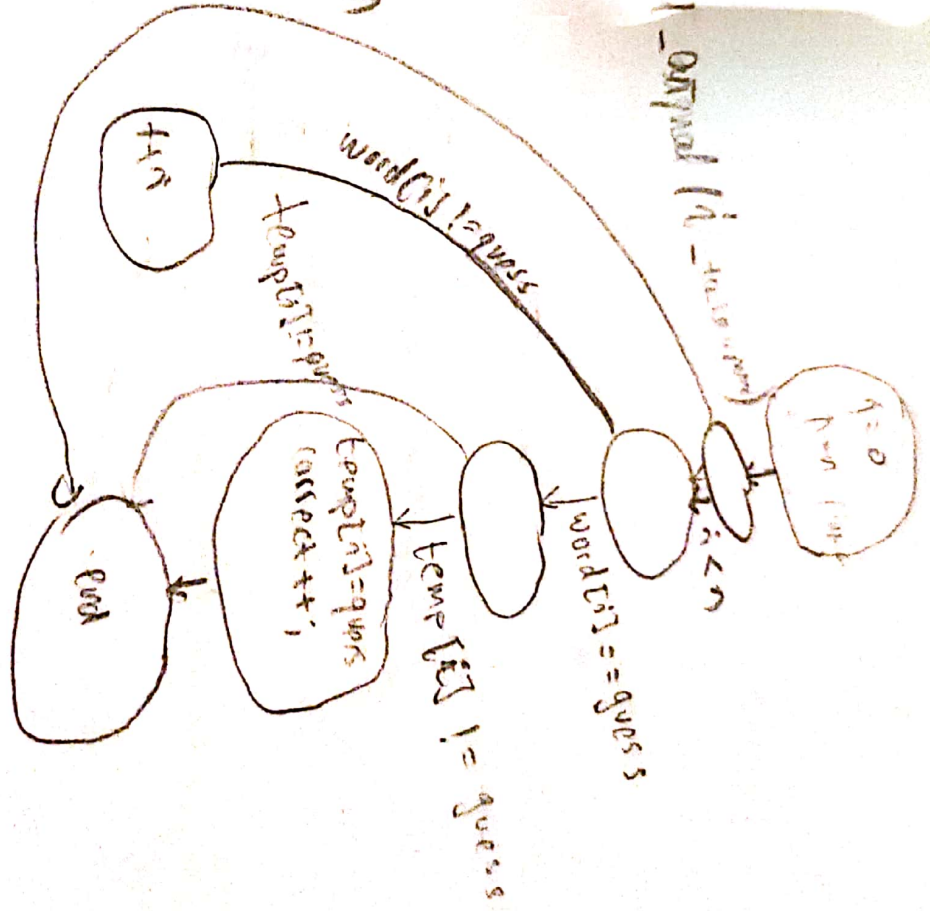 i=0
i<n
word[i]==guess
word[i]!=guess
++i
temp[i] != guess
temp[i]=guess
temp[i]=guess
correct++;
end